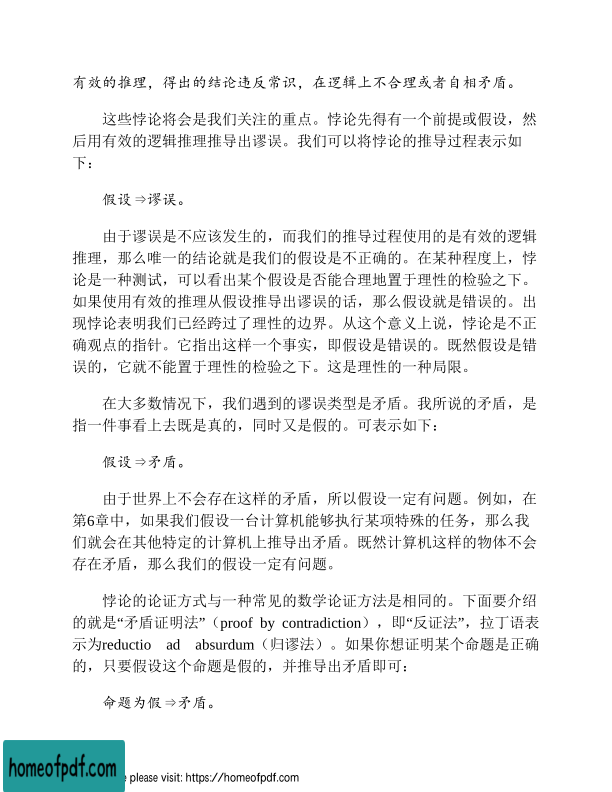 有效的推理，得出的结论违反常识，在逻辑上不合理或者自相矛盾。
这些悖论将会是我们关注的重点。悖论先得有一个前提或假设，然
后用有效的逻辑推理推导出谬误。我们可以将悖论的推导过程表示如
下：
假设⇒谬误。
由于谬误是不应该发生的，而我们的推导过程使用的是有效的逻辑
推理，那么唯一的结论就是我们的假设是不正确的。在某种程度上，悖
论是一种测试，可以看出某个假设是否能合理地置于理性的检验之下。
如果使用有效的推理从假设推导出谬误的话，那么假设就是错误的。出
现悖论表明我们已经跨过了理性的边界。从这个意义上说，悖论是不正
确观点的指针。它指出这样一个事实，即假设是错误的。既然假设是错
误的，它就不能置于理性的检验之下。这是理性的一种局限。
在大多数情况下，我们遇到的谬误类型是矛盾。我所说的矛盾，是
指一件事看上去既是真的，同时又是假的。可表示如下：
假设⇒矛盾。
由于世界上不会存在这样的矛盾，所以假设一定有问题。例如，在
第6章中，如果我们假设一台计算机能够执行某项特殊的任务，那么我
们就会在其他特定的计算机上推导出矛盾。既然计算机这样的物体不会
存在矛盾，那么我们的假设一定有问题。
悖论的论证方式与一种常见的数学论证方法是相同的。下面要介绍
的就是“矛盾证明法”（proof by contradiction），即“反证法”，拉丁语表
示为reductio ad absurdum（归谬法）。如果你想证明某个命题是正确
的，只要假设这个命题是假的，并推导出矛盾即可：
命题为假⇒矛盾。
homeofpdf.com
please visit: https://homeofpdf.com